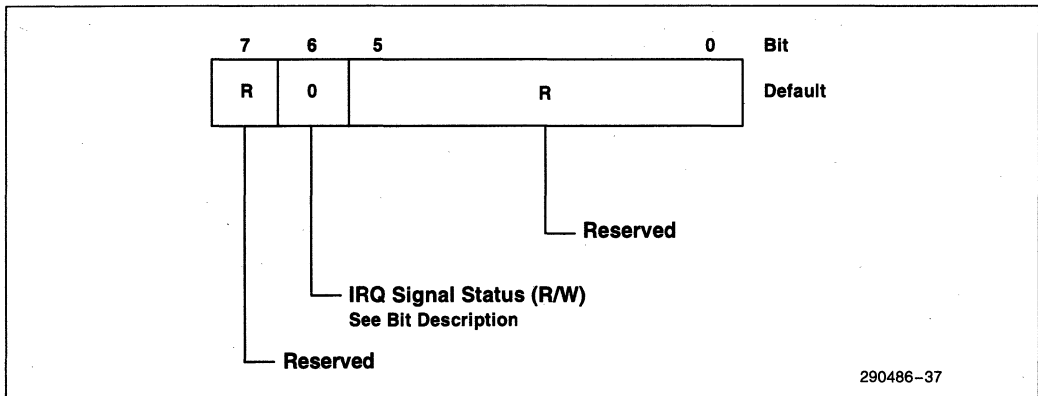 7 6 5 0 Bit
R 0 R Default
Reserved
IRQ Signal Status (R/W)
See Bit Description
Reserved
290486-37